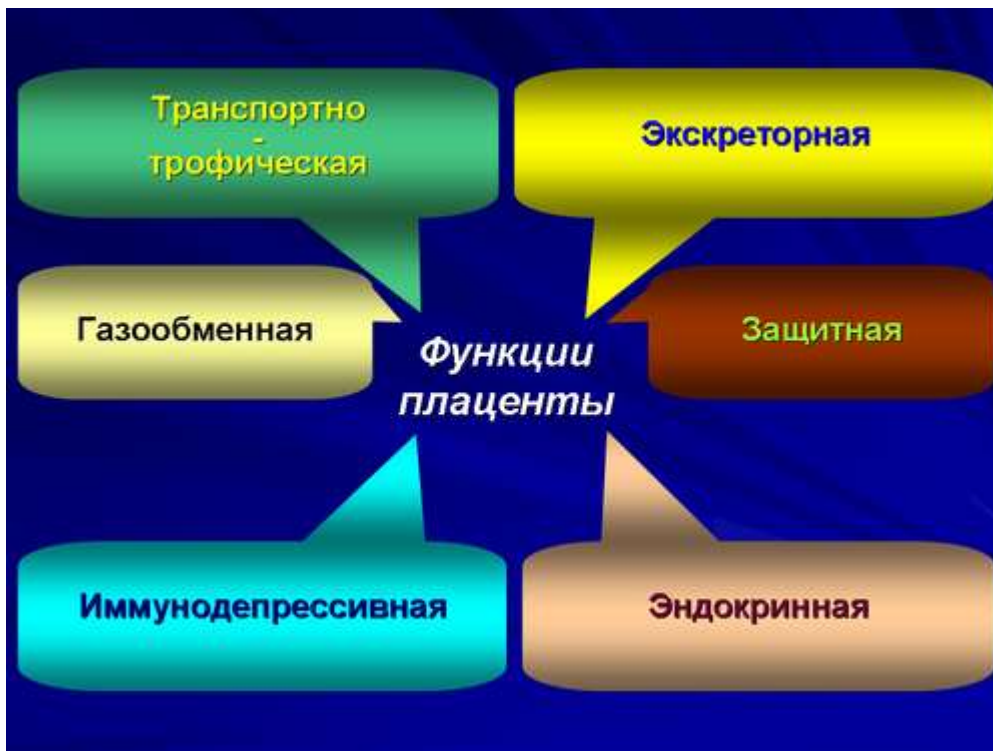 Транспортно
-
трофическая
Экскреторная
Газообменная
Защитная
Функции
плаценты
Иммунодепрессивная
Эндокринная